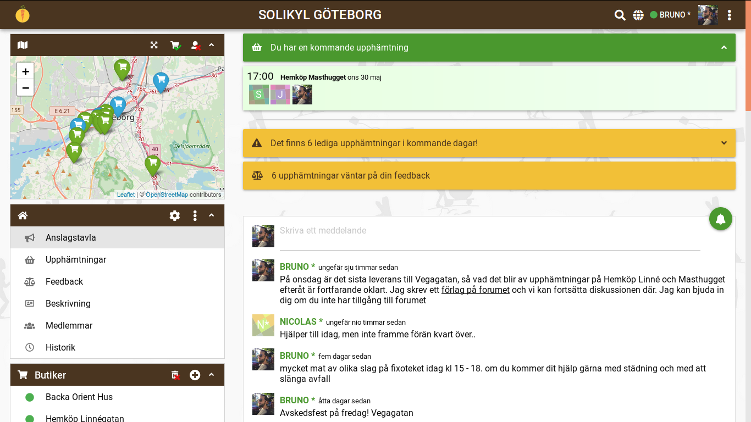 SOLIKYL GÖTEBORG
BRUNO *
+
−
E 6.21
E 20
40
Delsjöområdet
Leaflet | © OpenStreetMap contributors
Anslagstavla
Upphämtningar
Feedback
Beskrivning
Medlemmar
Historik
Butiker
Backa Orient Hus
Hemköp Linnégatan
Du har en kommande upphämtning
17:00 Hemköp Masthugget ons 30 maj
S J
Det finns 6 lediga upphämtningar i kommande dagar!
6 upphämtningar väntar på din feedback
Skriva ett meddelande
BRUNO * ungefär sju timmar sedan
På onsdag är det sista leverans till Vegagatan, så vad det blir av upphämtningar på Hemköp Linné och Masthugget
efteråt är fortfarande oklart. Jag skrev ett förlag på forumet och vi kan fortsätta diskussionen där. Jag kan bjuda in
dig om du inte har tillgång till forumet
N*
NICOLAS * ungefär nio timmar sedan
Hjälper till idag, men inte framme förän kvart över..
BRUNO * fem dagar sedan
mycket mat av olika slag på fixoteket idag kl 15 - 18. om du kommer dit hjälp gärna med städning och med att
slänga avfall
BRUNO * åtta dagar sedan
Avskedsfest på fredag! Vegagatan